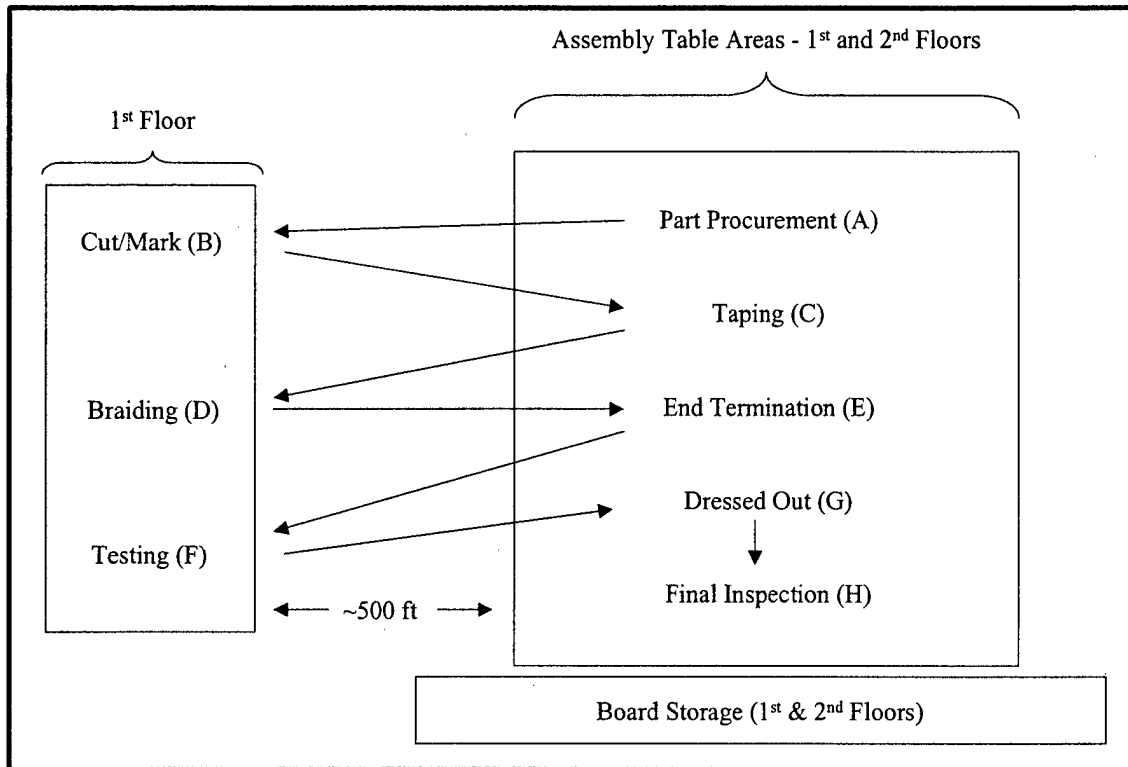 Assembly Table Areas - 1st and 2nd Floors
1st Floor
Part Procurement (A)
Cut/Mark (B)
Taping (C)
Braiding (D)
End Termination (E)
Dressed Out (G)
Testing (F)
Final Inspection (H)
~500 ft
Board Storage (1st & 2nd Floors)